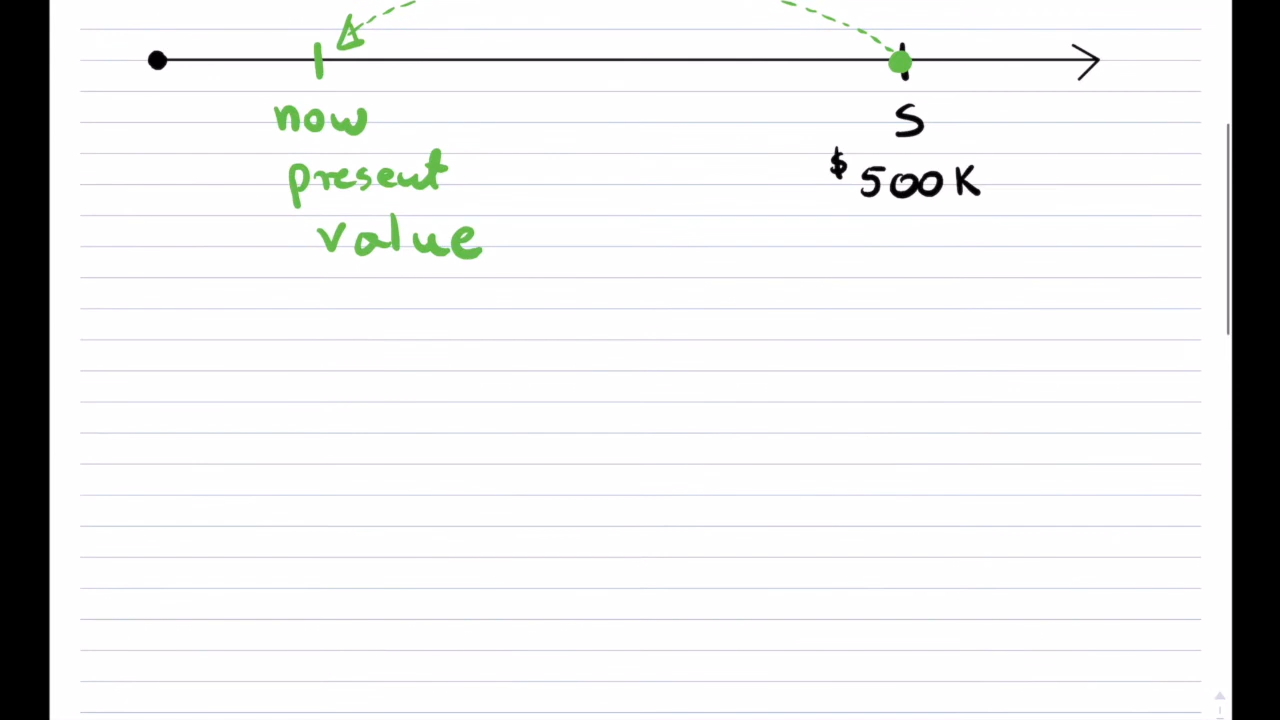 now
present
value
S
$ 500K